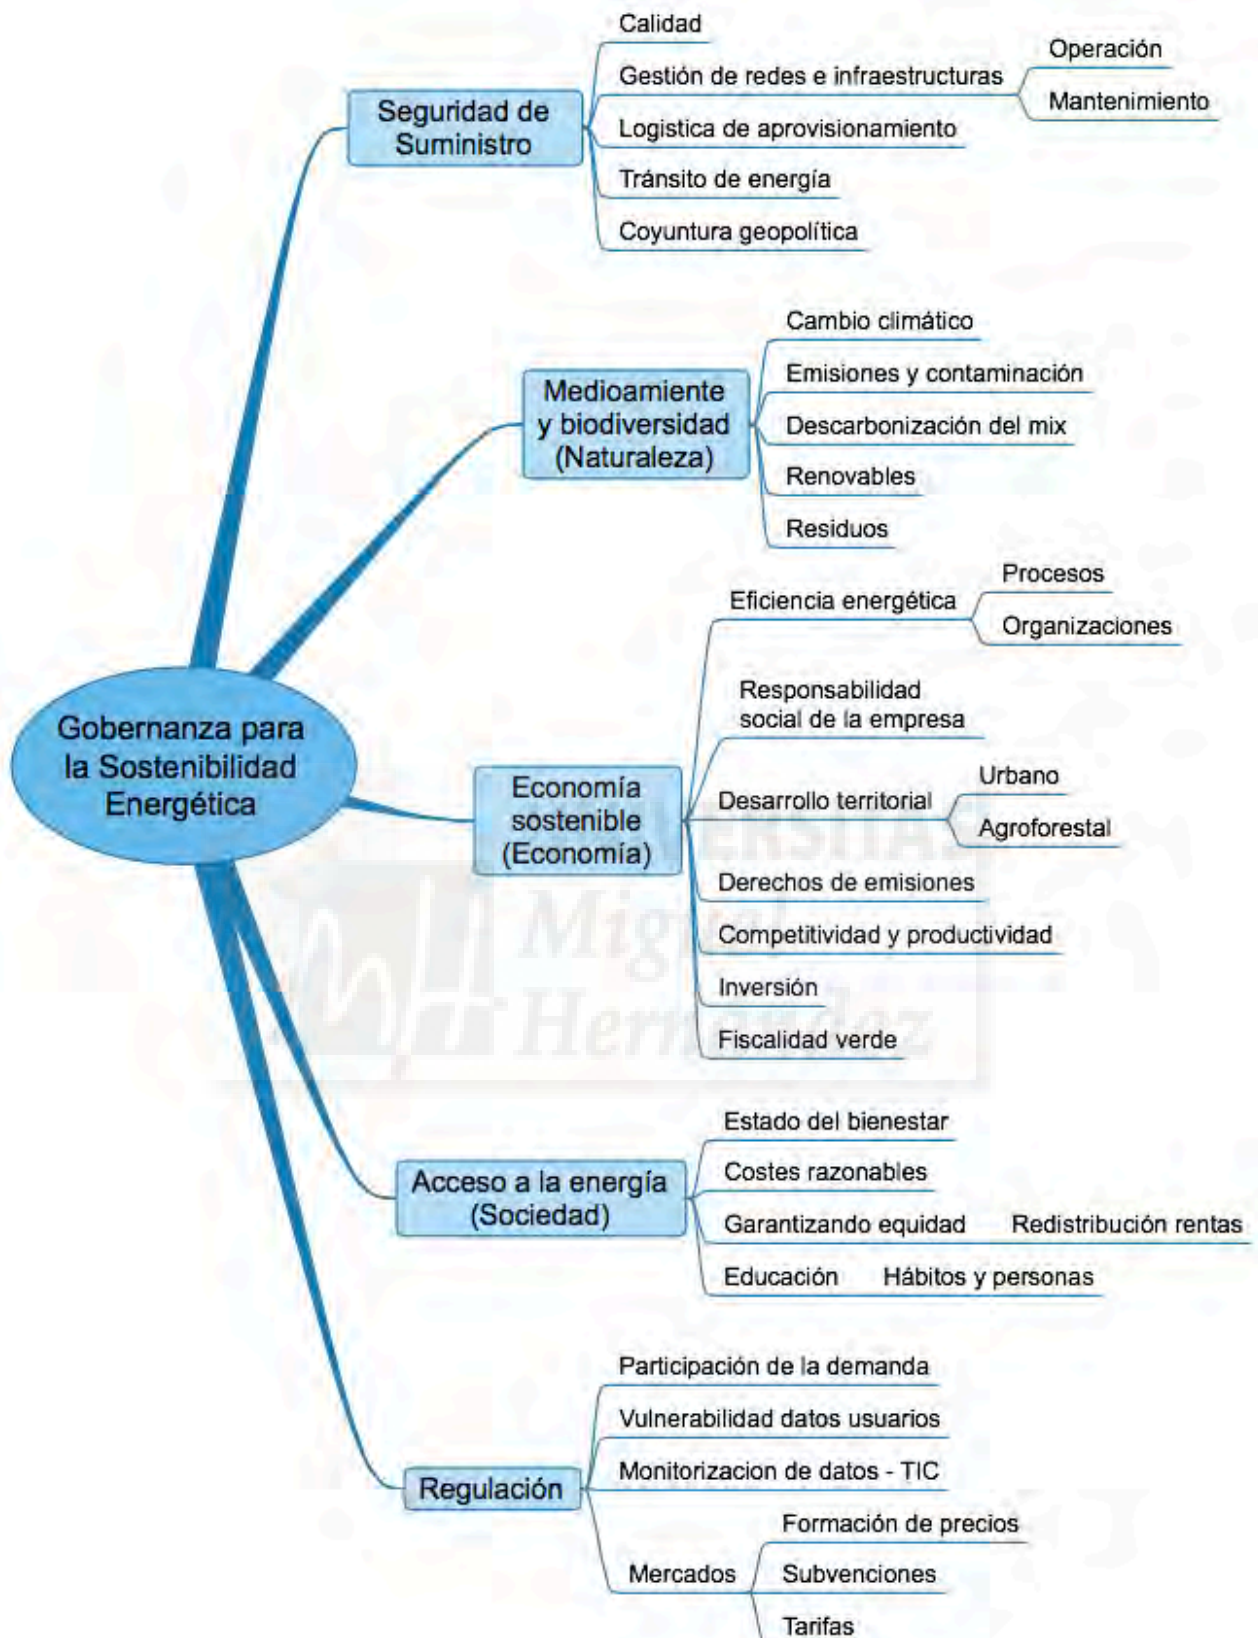 Calidad
Gestión de redes e infraestructuras
Operación
Mantenimiento
Seguridad de
Suministro
Logistica de aprovisionamiento
Tránsito de energía
Coyuntura geopolítica
Cambio climático
Emisiones y contaminación
Medioamiente
y biodiversidad
(Naturaleza)
Descarbonización del mix
Renovables
Residuos
Eficiencia energética
Procesos
Organizaciones
Responsabilidad
social de la empresa
Gobernanza para
la Sostenibilidad
Energética
Economía
sostenible
(Economía)
Desarrollo territorial
Urbano
Agroforestal
Derechos de emisiones
Competitividad y productividad
Inversión
Fiscalidad verde
Miguel
Hernández
Estado del bienestar
Acceso a la energía
(Sociedad)
Costes razonables
Garantizando equidad Redistribución rentas
Educación Hábitos y personas
Participación de la demanda
Vulnerabilidad datos usuarios
Regulación
Monitorizacion de datos - TIC
Mercados
Formación de precios
Subvenciones
Tarifas